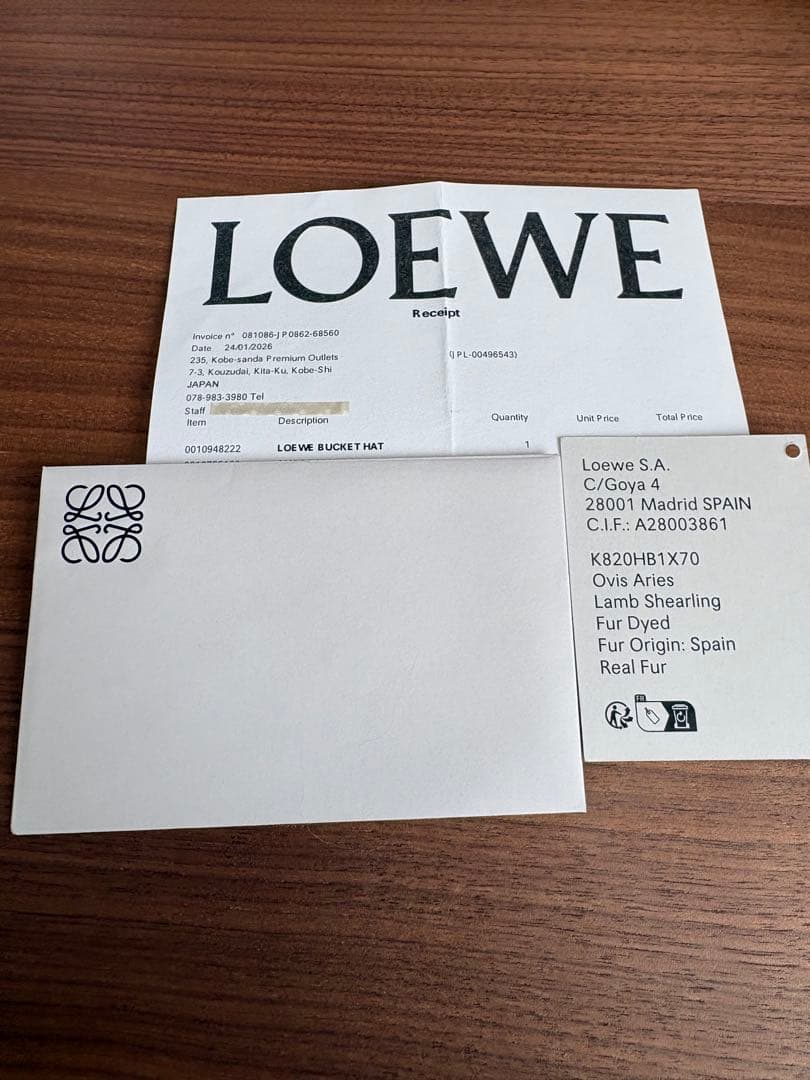 LOEWE
Receipt
Invoice n° 081086-JP0862-68560
Date 24/01/2026
235, Kobe-sanda Premium Outlets
(JPL-00496543)
7-3, Kouzudai, Kita-Ku, Kobe-Shi
JAPAN
078-983-3980 Tel
Staff
Item Description Quantity Unit Price Total Price
0010948222 LOEWE BUCKET HAT 1
Loewe S.A.
C/Goya 4
28001 Madrid SPAIN
C.I.F.: A28003861
K820HB1X70
Ovis Aries
Lamb Shearling
Fur Dyed
Fur Origin: Spain
Real Fur
FR